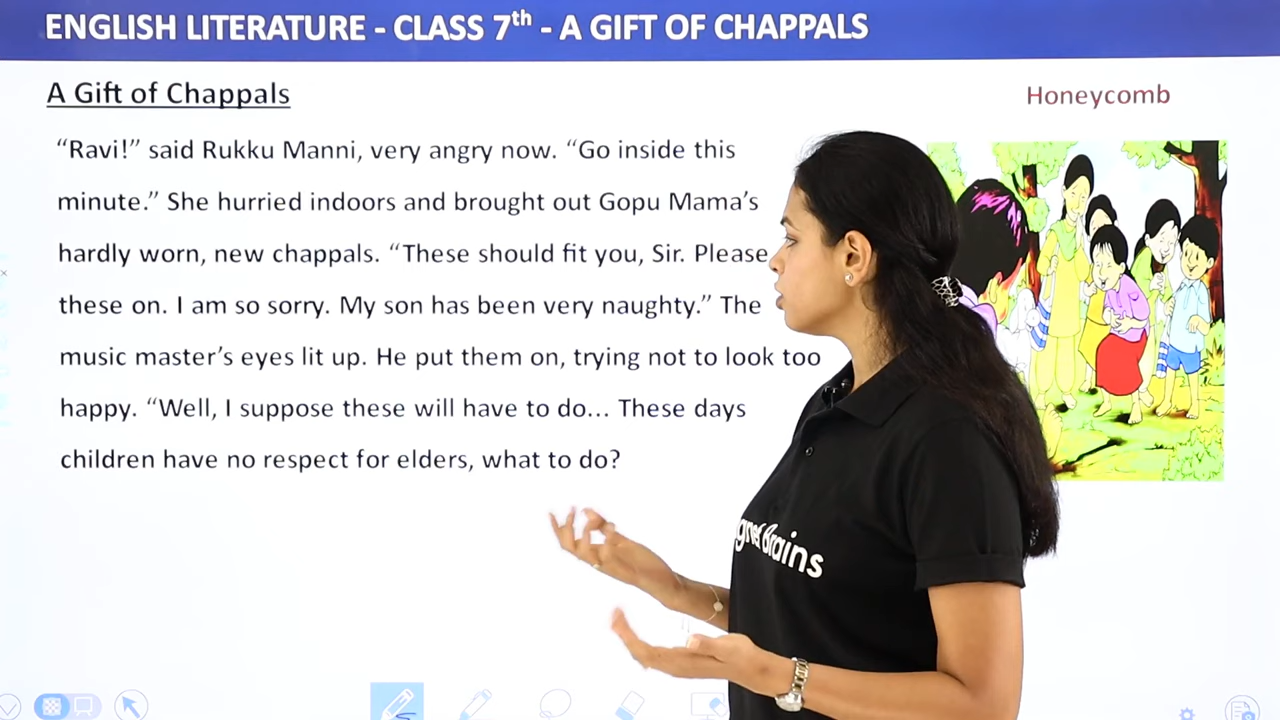 ENGLISH LITERATURE - CLASS 7th - A GIFT OF CHAPPALS
A Gift of Chappals
Honeycomb
“Ravi!” said Rukku Manni, very angry now. “Go inside this
minute.” She hurried indoors and brought out Gopu Mama’s
hardly worn, new chappals. “These should fit you, Sir. Please
these on. I am so sorry. My son has been very naughty.” The
music master’s eyes lit up. He put them on, trying not to look too
happy. “Well, I suppose these will have to do... These days
children have no respect for elders, what to do?
Brains